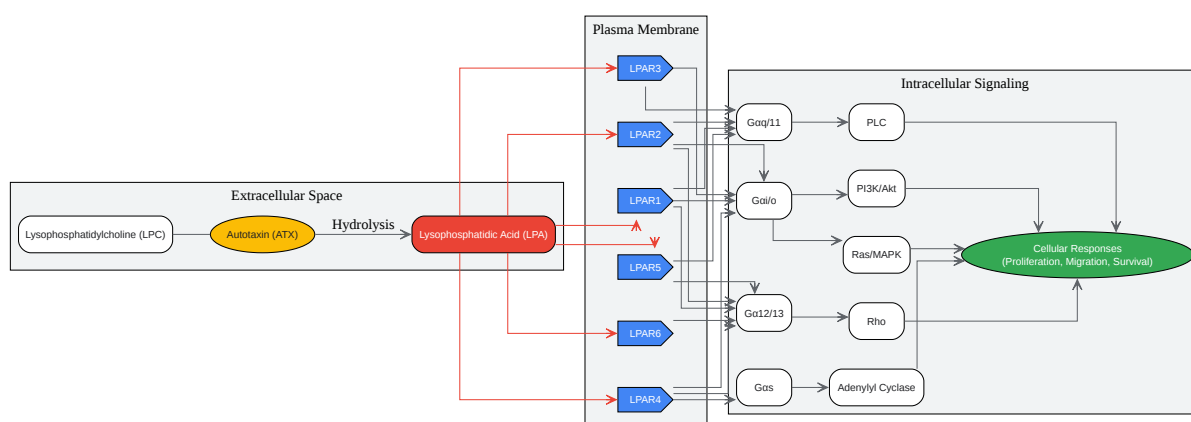 Plasma Membrane
Intracellular Signaling
Extracellular Space
Lysophosphatidylcholine (LPC)
Autotaxin (ATX)
Hydrolysis
Lysophosphatidic Acid (LPA)
LPAR3
LPAR2
LPAR1
LPAR5
LPAR6
LPAR4
Gαq/11
Gαi/o
Gα12/13
Gαs
PLC
PI3K/Akt
Ras/MAPK
Rho
Adenylyl Cyclase
Cellular Responses
(Proliferation, Migration, Survival)